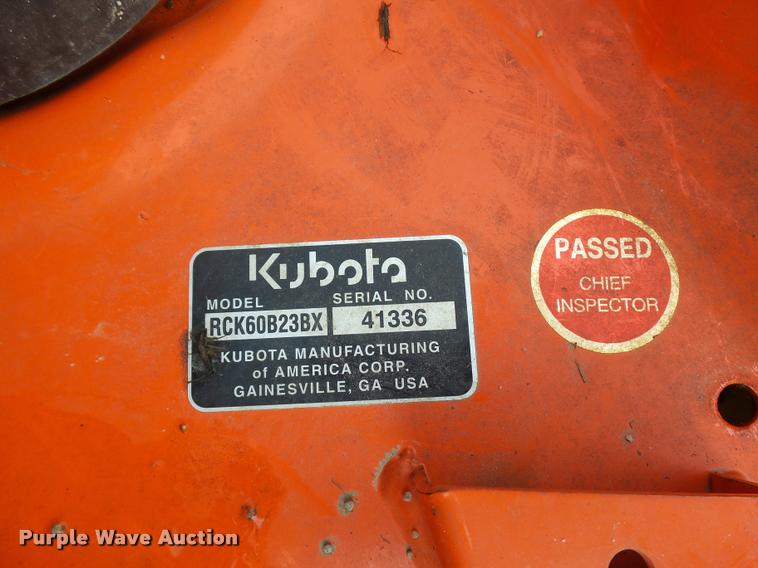 Kubota
MODEL SERIAL NO.
RCK60B23BX 41336
KUBOTA MANUFACTURING
of AMERICA CORP.
GAINESVILLE, GA USA
PASSED
CHIEF
INSPECTOR
Purple Wave Auction